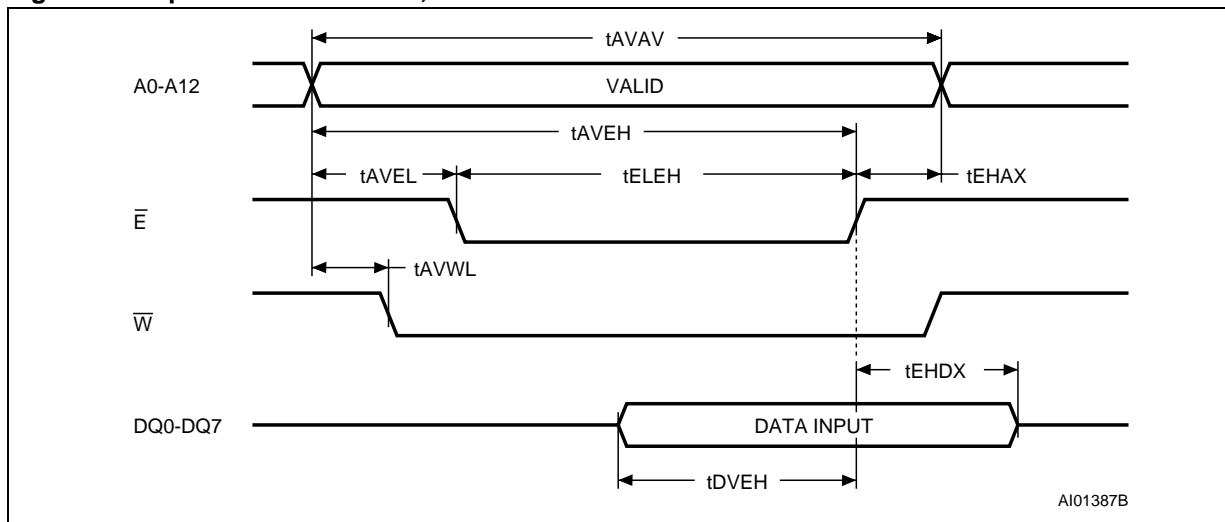 tAVAV
A0-A12
VALID
tAVEH
tAVEL
tELEH
tEHAX
E̅
tAVWL
W̅
tEHDX
DQ0-DQ7
DATA INPUT
tDVEH
AI01387B